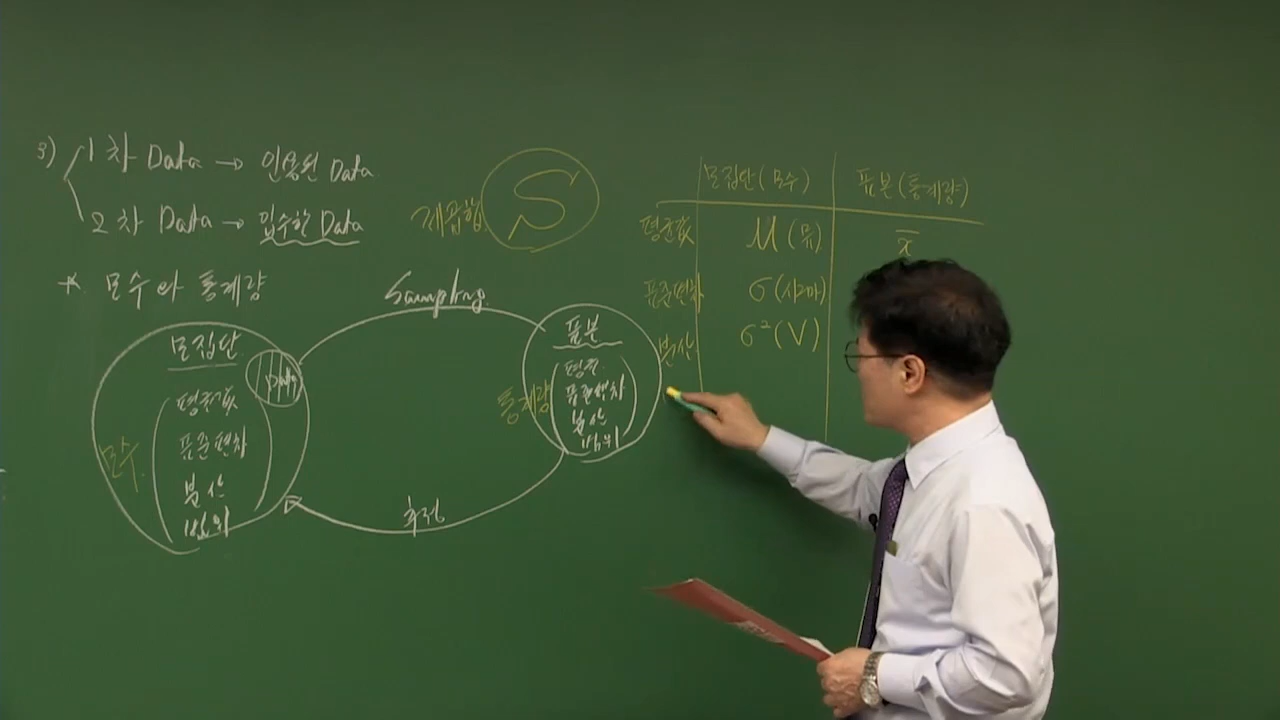 3) 1차 Data → 인용된 Data
2차 Data → 입수한 Data
* 모수와 통계량
제곱합 S
Sampling
모집단
Data
평균값
표준편차
분산
범위
모수
추정
표본
평균
표준편차
분산
범위
통계량
모집단(모수) 표본(통계량)
평균값 μ(뮤) x̄
표준편차 σ(시그마)
분산 σ²(V)